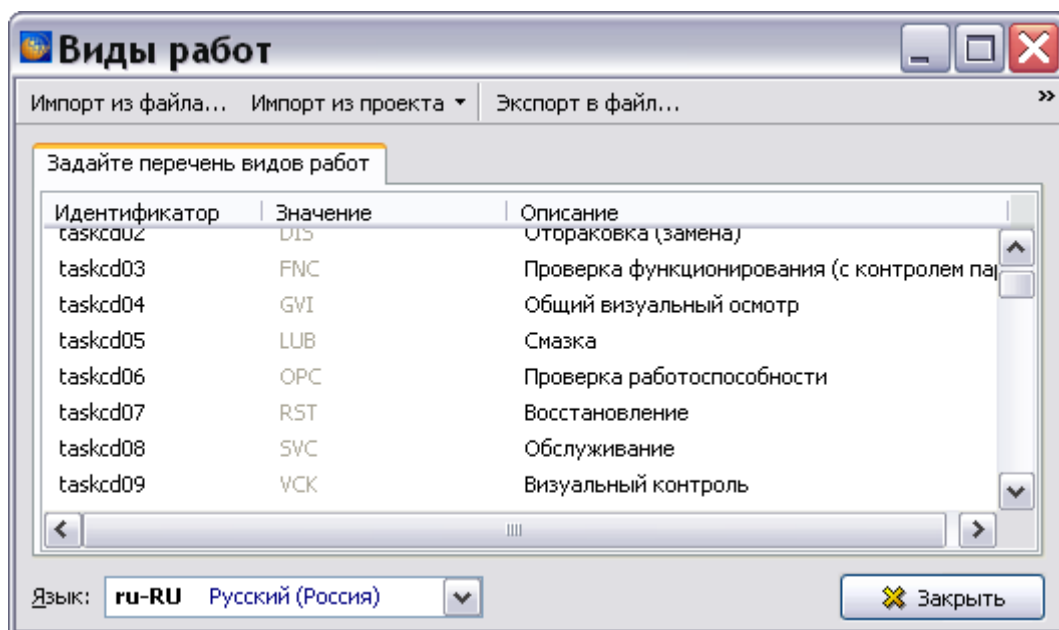 Виды работ
Импорт из файла... Импорт из проекта Экспорт в файл... »
Задайте перечень видов работ
Идентификатор Значение Описание
taskcd02 DIS Отбраковка (замена)
taskcd03 FNC Проверка функционирования (с контролем пар
taskcd04 GVI Общий визуальный осмотр
taskcd05 LUB Смазка
taskcd06 OPC Проверка работоспособности
taskcd07 RST Восстановление
taskcd08 SVC Обслуживание
taskcd09 VCK Визуальный контроль
Язык: ru-RU Русский (Россия) Закрыть